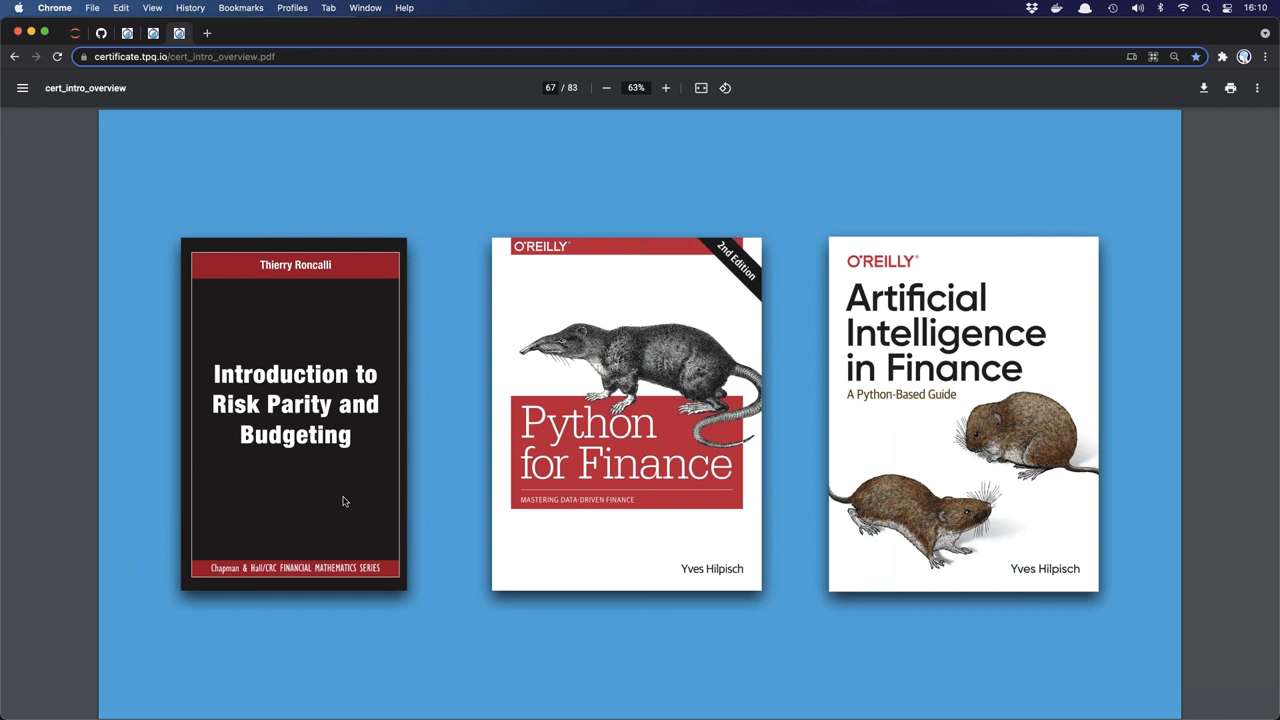 Chrome File Edit View History Bookmarks Profiles Tab Window Help 16:10
certificate.tpq.io/cert_intro_overview.pdf
cert_intro_overview 67 / 83 63%
Thierry Roncalli
Introduction to
Risk Parity and
Budgeting
Chapman & Hall/CRC FINANCIAL MATHEMATICS SERIES
O'REILLY®
2nd Edition
Python
for Finance
MASTERING DATA-DRIVEN FINANCE
Yves Hilpisch
O'REILLY®
Artificial
Intelligence
in Finance
A Python-Based Guide
Yves Hilpisch